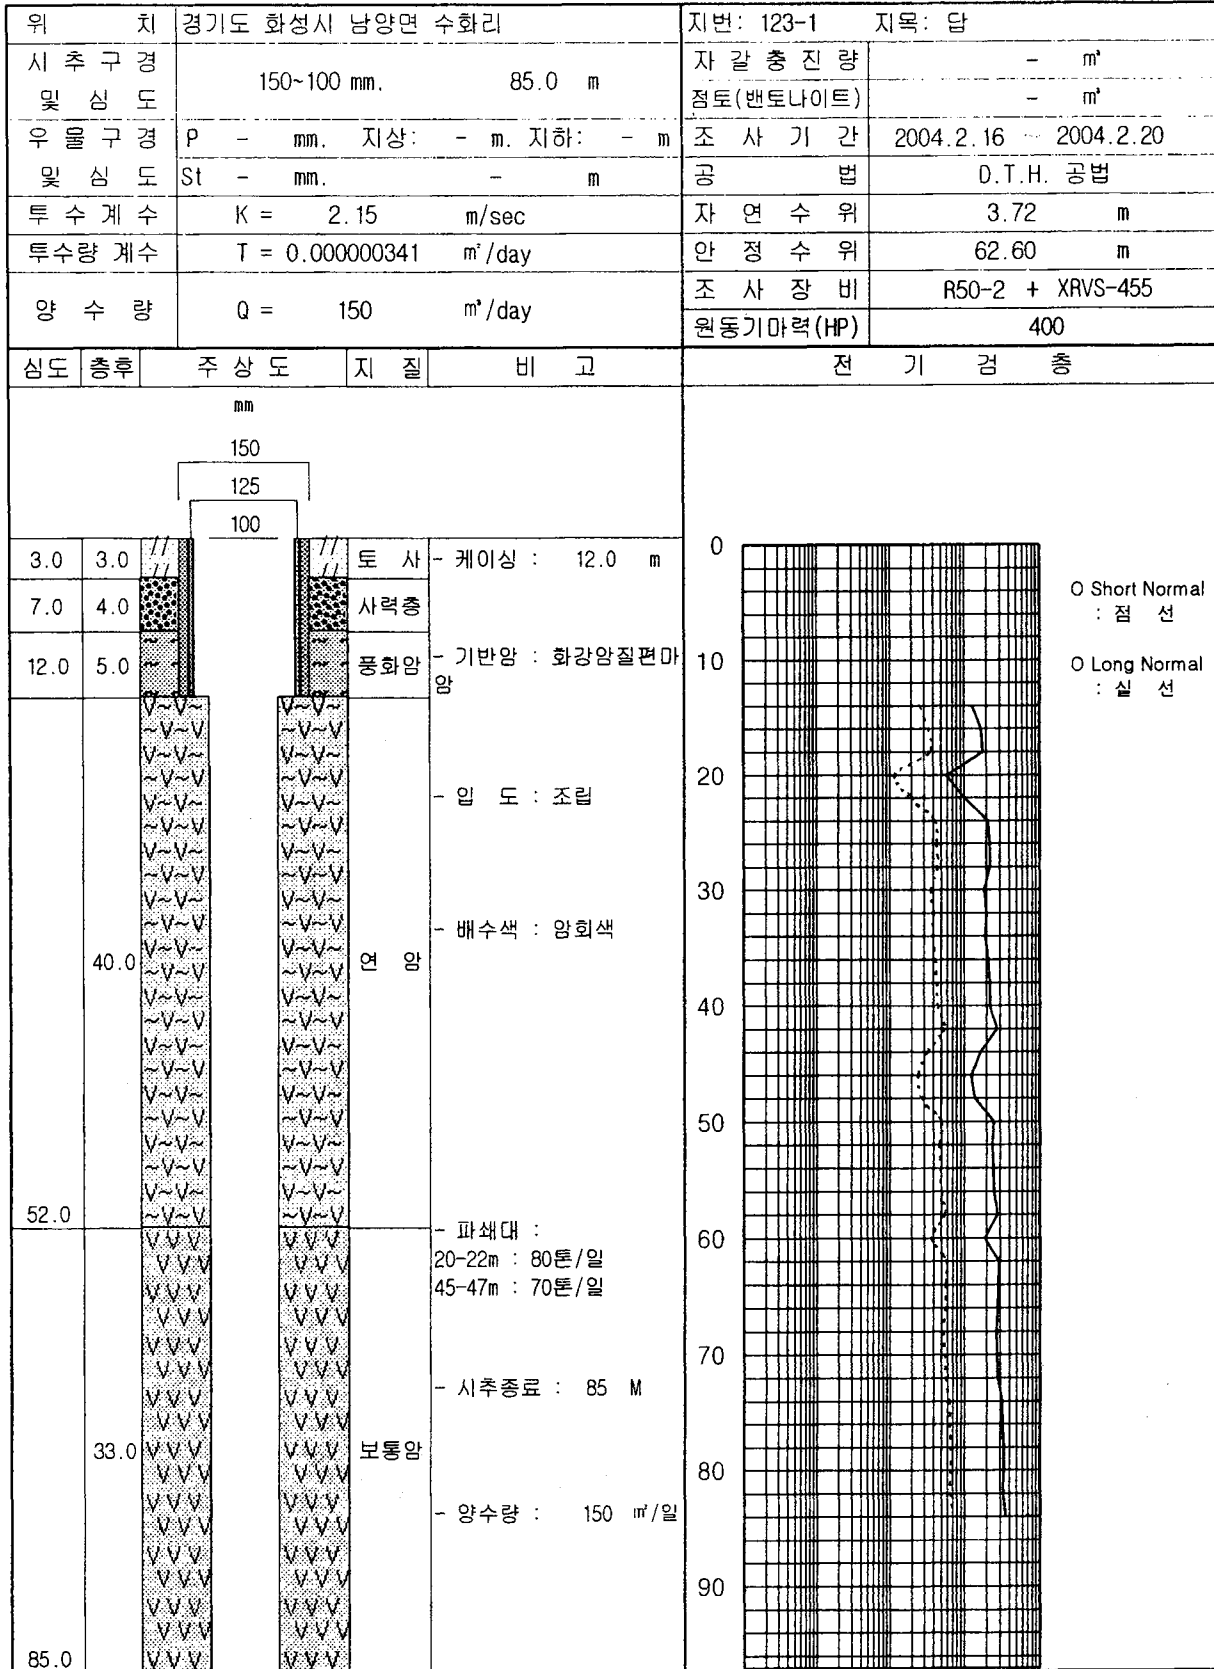 위 치 경기도 화성시 남양면 수화리 지번: 123-1 지목: 답
시 추 구 경 및 심 도 150~100 mm. 85.0 m
자 갈 충 진 량 - ㎥
점토(밴토나이트) - ㎥
우 물 구 경 및 심 도 P - mm. 지상: - m. 지하: - m
St - mm. - m
조 사 기 간 2004.2.16 ~ 2004.2.20
공 법 D.T.H. 공법
투 수 계 수 K = 2.15 m/sec
자 연 수 위 3.72 m
투수량 계수 T = 0.000000341 ㎡/day
안 정 수 위 62.60 m
양 수 량 Q = 150 ㎥/day
조 사 장 비 R50-2 + XRVS-455
원동기마력(HP) 400
심도 층후 주 상 도 지 질 비 고 전 기 검 층
mm
150
125
100
3.0 3.0 토 사 - 케이싱 : 12.0 m
7.0 4.0 사력층
12.0 5.0 풍화암 - 기반암 : 화강암질편마
암
- 입 도 : 조립
- 배수색 : 암회색
40.0 연 암
52.0
- 파쇄대 :
20-22m : 80톤/일
45-47m : 70톤/일
- 시추종료 : 85 M
33.0 보통암
- 양수량 : 150 ㎥/일
85.0
0
10
20
30
40
50
60
70
80
90
O Short Normal
: 점 선
O Long Normal
: 실 선